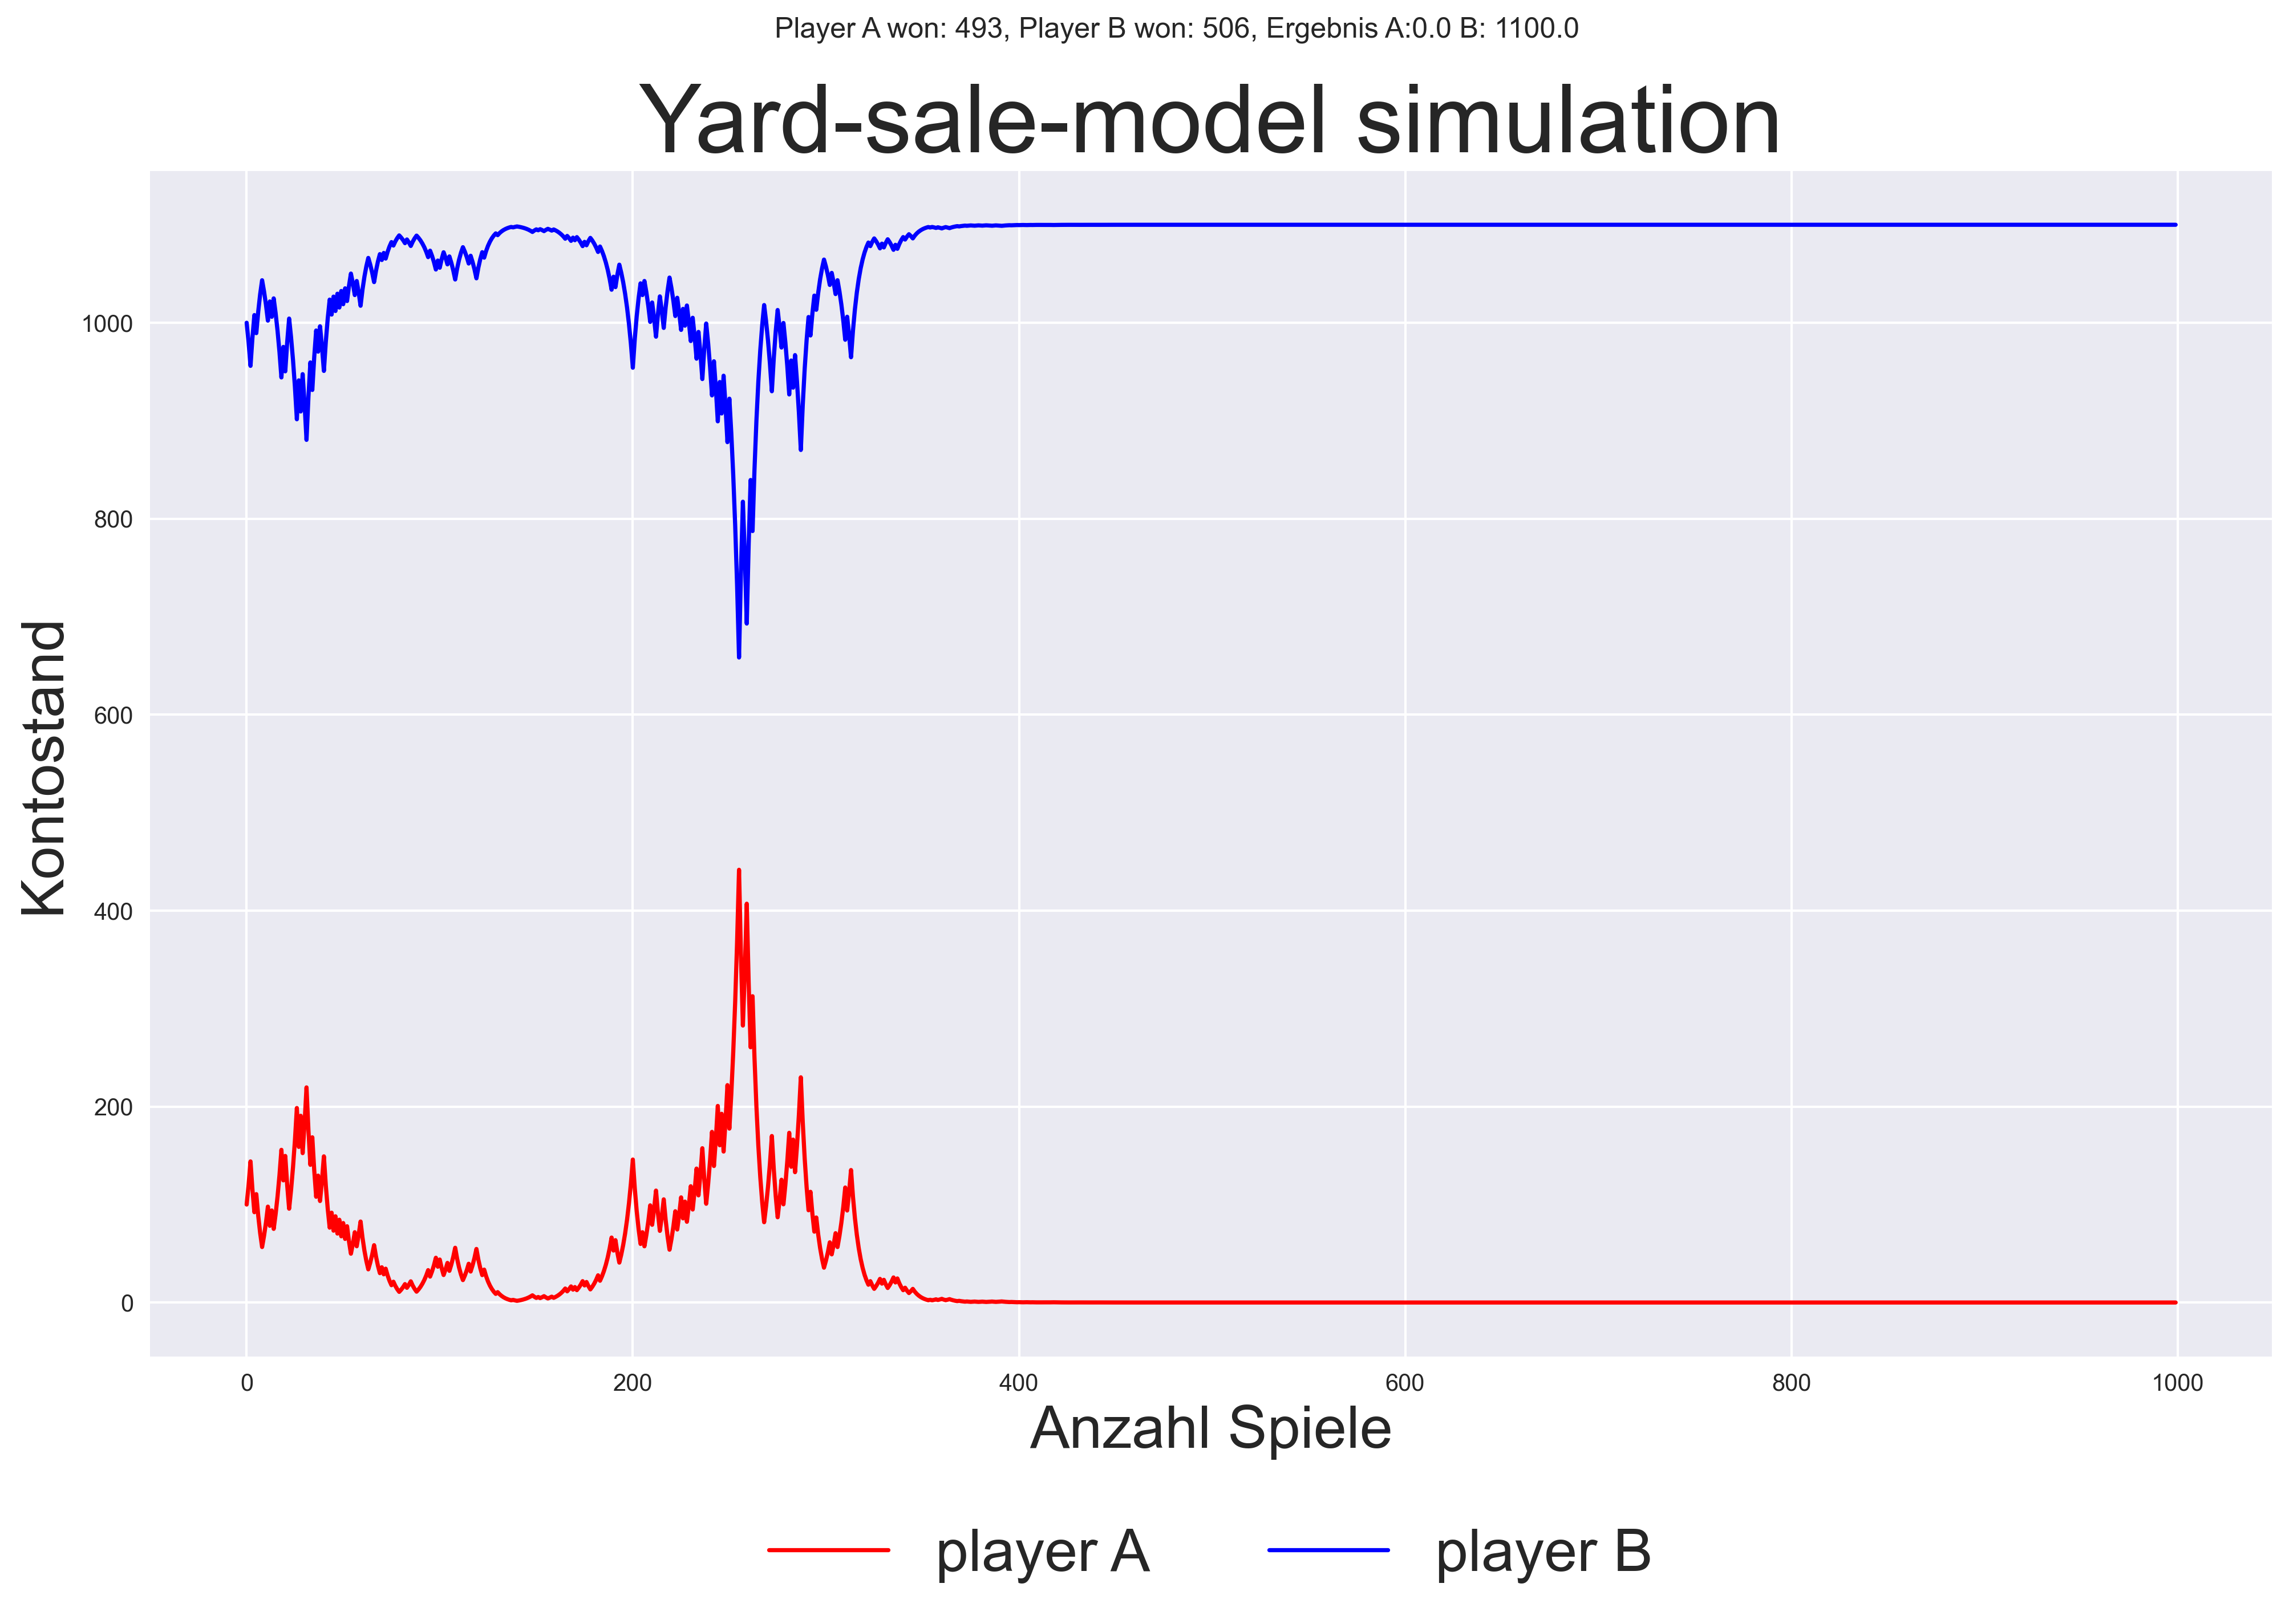 Player A won: 493, Player B won: 506, Ergebnis A:0.0 B: 1100.0
Yard-sale-model simulation
Kontostand
1000
800
600
400
200
0
0 200 400 600 800 1000
Anzahl Spiele
player A player B